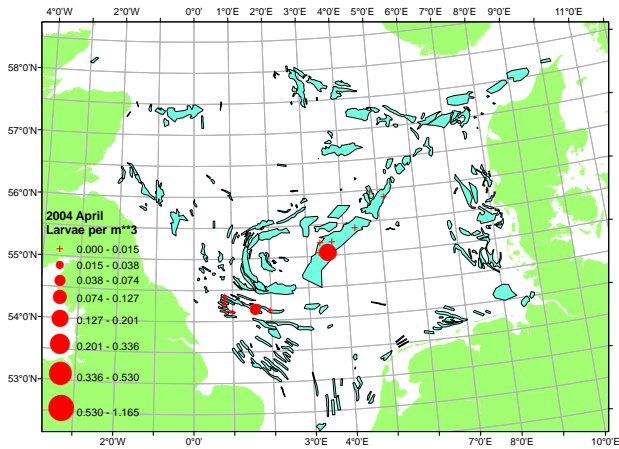 4°0'W 2°0'W 0°0' 1°0'E 2°0'E 3°0'E 4°0'E 5°0'E 6°0'E 7°0'E 8°0'E 11°0'E
58°0'N
57°0'N
56°0'N
2004 April
Larvae per m**3
0.000 - 0.015
55°0'N
0.015 - 0.038
0.038 - 0.074
0.074 - 0.127
54°0'N
0.127 - 0.201
0.201 - 0.336
53°0'N
0.336 - 0.530
0.530 - 1.165
2°0'W 0°0' 3°0'E 4°0'E 7°0'E 8°0'E 10°0'E